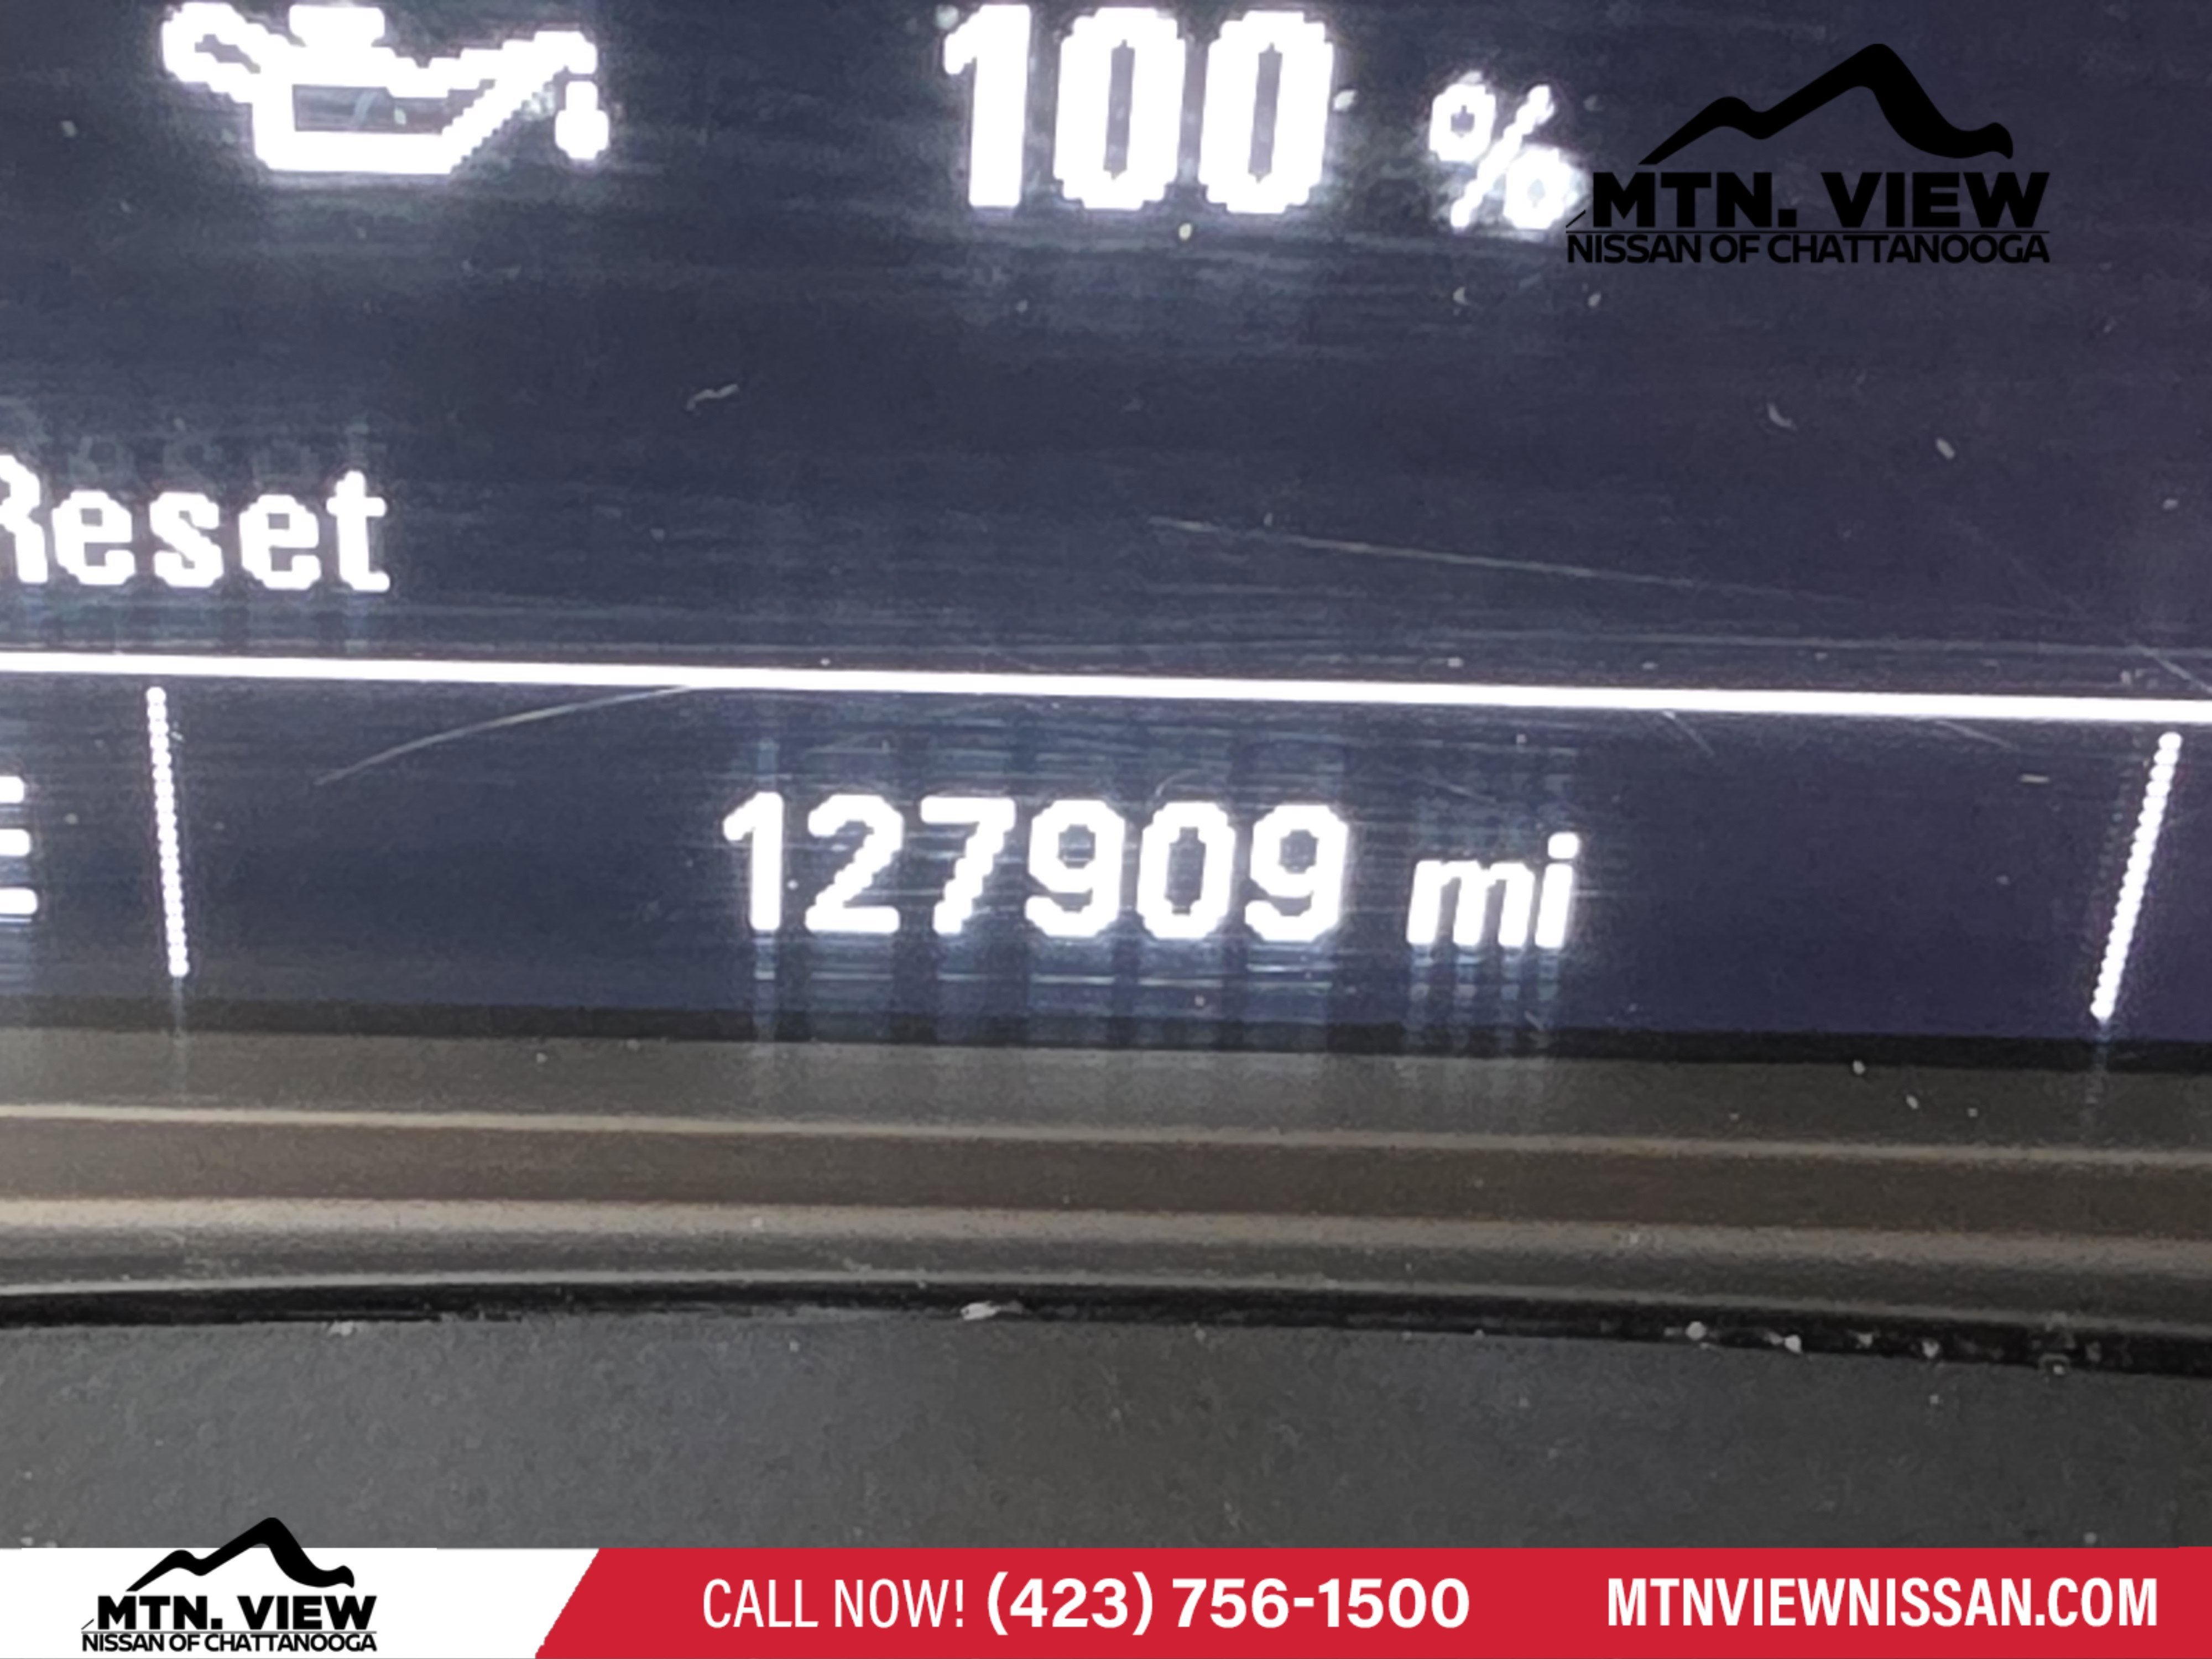 100 %
MTN. VIEW
NISSAN OF CHATTANOOGA
Reset
E
127909 mi
MTN. VIEW
NISSAN OF CHATTANOOGA
CALL NOW! (423) 756-1500
MTNVIEWNISSAN.COM